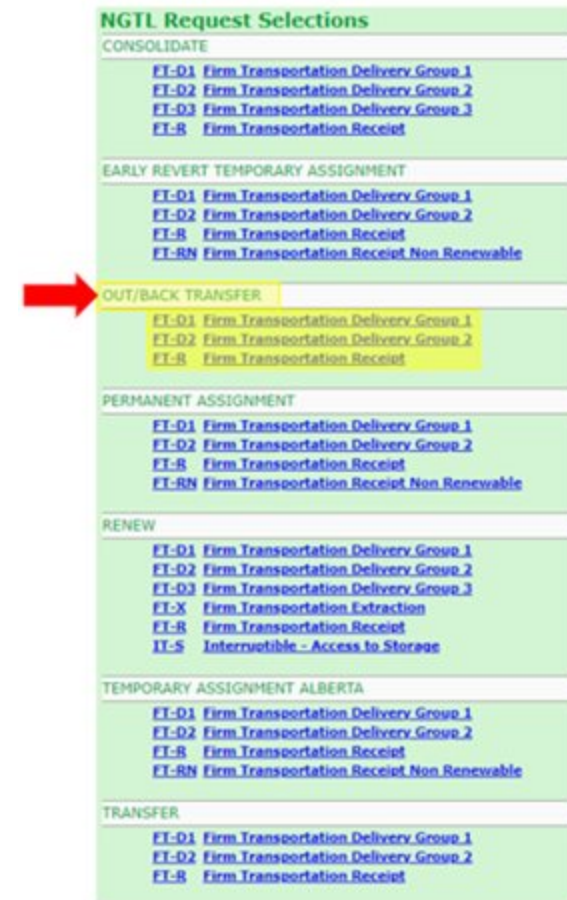 NGTL Request Selections
CONSOLIDATE
FT-D1 Firm Transportation Delivery Group 1
FT-D2 Firm Transportation Delivery Group 2
FT-D3 Firm Transportation Delivery Group 3
FT-R Firm Transportation Receipt
EARLY REVERT TEMPORARY ASSIGNMENT
FT-D1 Firm Transportation Delivery Group 1
FT-D2 Firm Transportation Delivery Group 2
FT-R Firm Transportation Receipt
FT-RN Firm Transportation Receipt Non Renewable
OUT/BACK TRANSFER
FT-D1 Firm Transportation Delivery Group 1
FT-D2 Firm Transportation Delivery Group 2
FT-R Firm Transportation Receipt
PERMANENT ASSIGNMENT
FT-D1 Firm Transportation Delivery Group 1
FT-D2 Firm Transportation Delivery Group 2
FT-R Firm Transportation Receipt
FT-RN Firm Transportation Receipt Non Renewable
RENEW
FT-D1 Firm Transportation Delivery Group 1
FT-D2 Firm Transportation Delivery Group 2
FT-D3 Firm Transportation Delivery Group 3
FT-X Firm Transportation Extraction
FT-R Firm Transportation Receipt
IT-S Interruptible - Access to Storage
TEMPORARY ASSIGNMENT ALBERTA
FT-D1 Firm Transportation Delivery Group 1
FT-D2 Firm Transportation Delivery Group 2
FT-R Firm Transportation Receipt
FT-RN Firm Transportation Receipt Non Renewable
TRANSFER
FT-D1 Firm Transportation Delivery Group 1
FT-D2 Firm Transportation Delivery Group 2
FT-R Firm Transportation Receipt